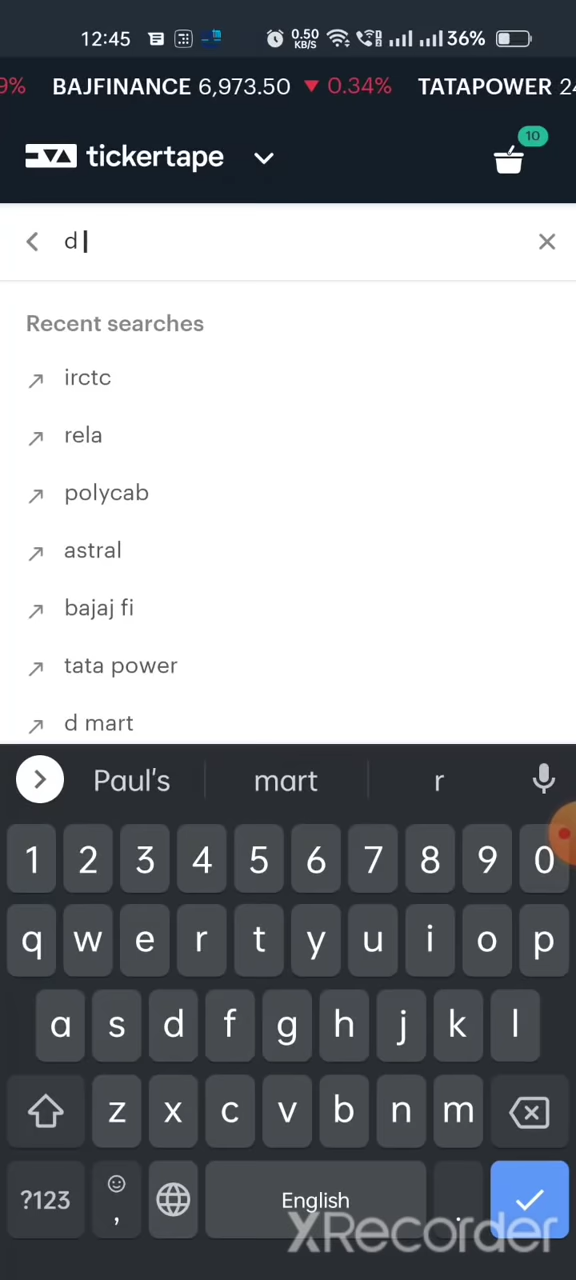 12:45 0.50 KB/S 36%
9% BAJFINANCE 6,973.50 ▼ 0.34% TATAPOWER 24
tickertape 10
d
Recent searches
irctc
rela
polycab
astral
bajaj fi
tata power
d mart
Paul's mart r
1 2 3 4 5 6 7 8 9 0
q w e r t y u i o p
a s d f g h j k l
z x c v b n m
?123 , English .
XRecorder